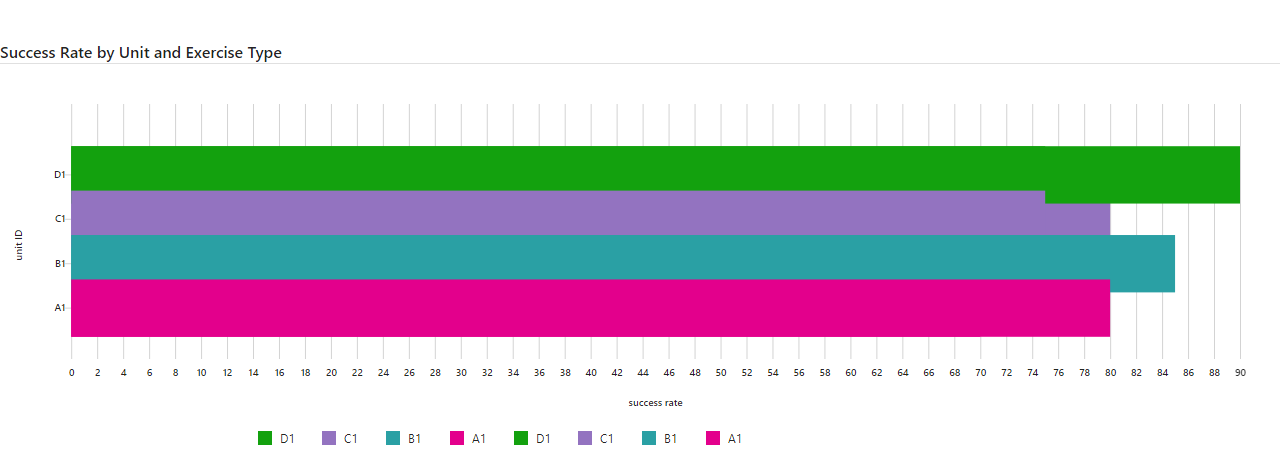 Success Rate by Unit and Exercise Type
D1
C1
B1
A1
unit ID
0 2 4 6 8 10 12 14 16 18 20 22 24 26 28 30 32 34 36 38 40 42 44 46 48 50 52 54 56 58 60 62 64 66 68 70 72 74 76 78 80 82 84 86 88 90
success rate
D1 C1 B1 A1 D1 C1 B1 A1